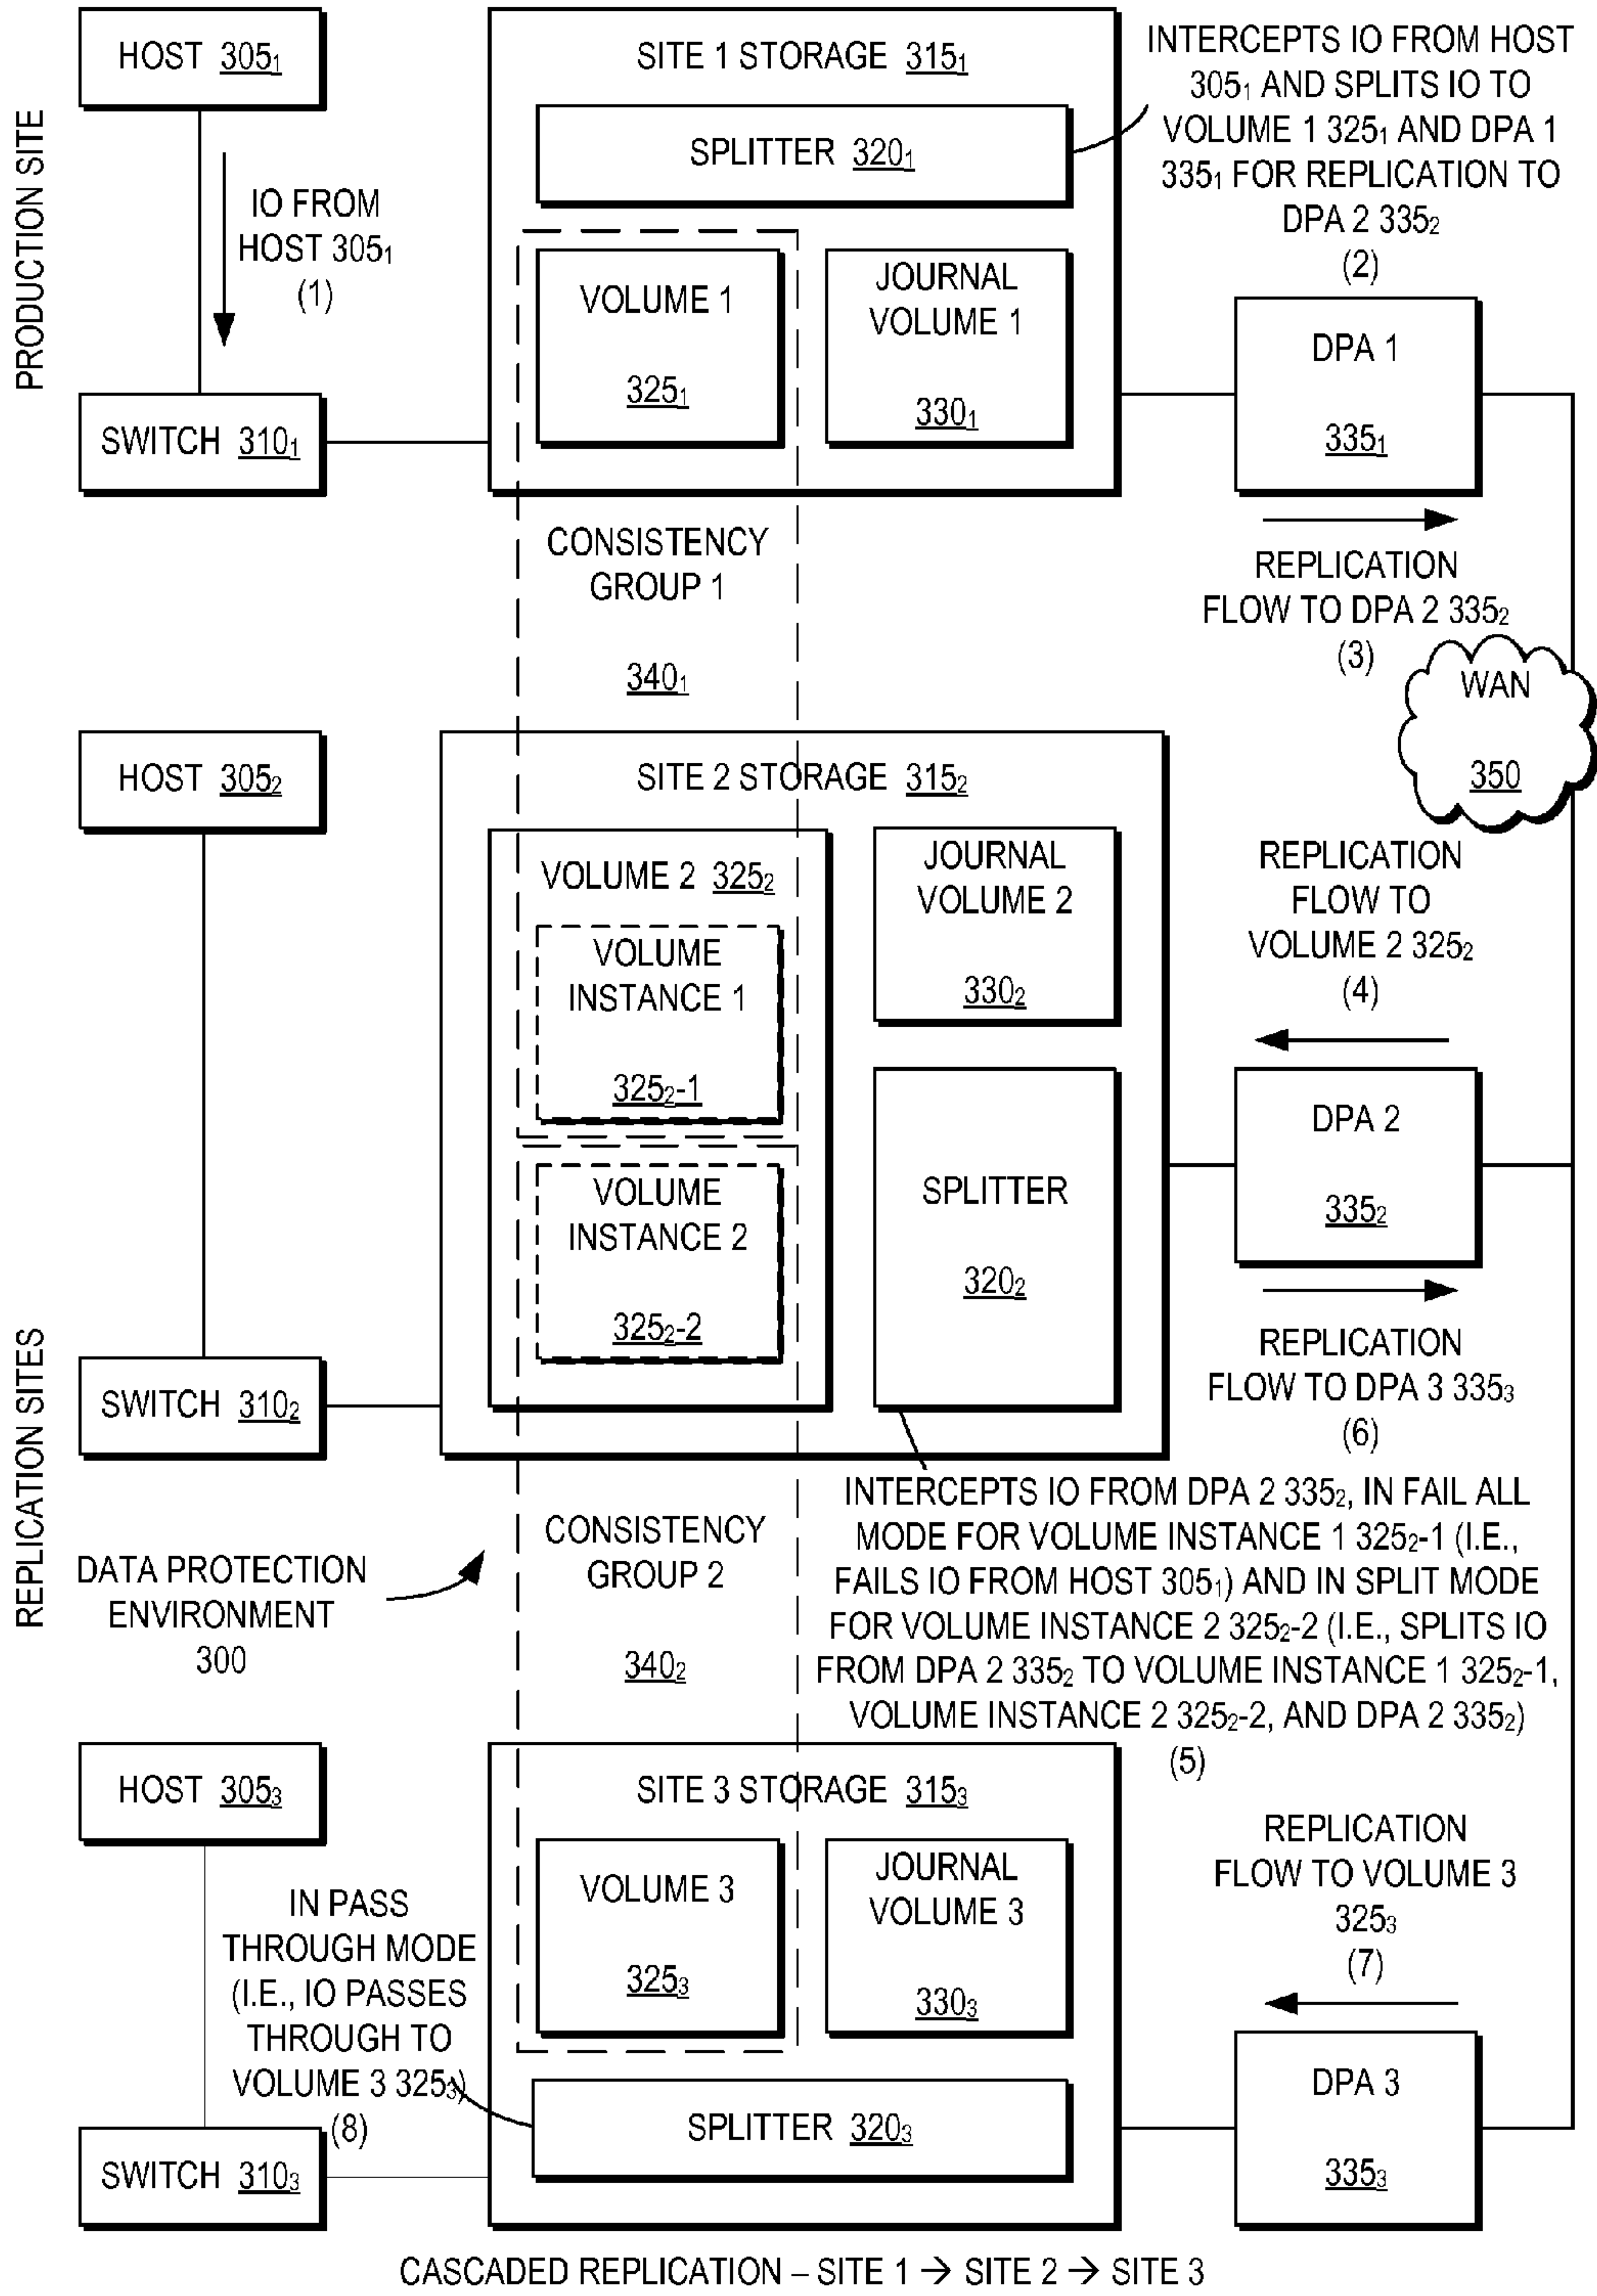 PRODUCTION SITE
HOST 305₁
IO FROM
HOST 305₁
(1)
SWITCH 310₁
SITE 1 STORAGE 315₁
SPLITTER 320₁
VOLUME 1
325₁
JOURNAL
VOLUME 1
330₁
INTERCEPTS IO FROM HOST
305₁ AND SPLITS IO TO
VOLUME 1 325₁ AND DPA 1
335₁ FOR REPLICATION TO
DPA 2 335₂
(2)
DPA 1
335₁
REPLICATION
FLOW TO DPA 2 335₂
(3)
CONSISTENCY
GROUP 1
340₁
WAN
350
REPLICATION SITES
HOST 305₂
SWITCH 310₂
SITE 2 STORAGE 315₂
VOLUME 2 325₂
VOLUME
INSTANCE 1
325₂-1
VOLUME
INSTANCE 2
325₂-2
JOURNAL
VOLUME 2
330₂
SPLITTER
320₂
REPLICATION
FLOW TO
VOLUME 2 325₂
(4)
DPA 2
335₂
REPLICATION
FLOW TO DPA 3 335₃
(6)
INTERCEPTS IO FROM DPA 2 335₂, IN FAIL ALL
MODE FOR VOLUME INSTANCE 1 325₂-1 (I.E.,
FAILS IO FROM HOST 305₁) AND IN SPLIT MODE
FOR VOLUME INSTANCE 2 325₂-2 (I.E., SPLITS IO
FROM DPA 2 335₂ TO VOLUME INSTANCE 1 325₂-1,
VOLUME INSTANCE 2 325₂-2, AND DPA 2 335₂)
(5)
DATA PROTECTION
ENVIRONMENT
300
CONSISTENCY
GROUP 2
340₂
HOST 305₃
IN PASS
THROUGH MODE
(I.E., IO PASSES
THROUGH TO
VOLUME 3 325₃)
(8)
SWITCH 310₃
SITE 3 STORAGE 315₃
VOLUME 3
325₃
JOURNAL
VOLUME 3
330₃
SPLITTER 320₃
REPLICATION
FLOW TO VOLUME 3
325₃
(7)
DPA 3
335₃
CASCADED REPLICATION – SITE 1 → SITE 2 → SITE 3